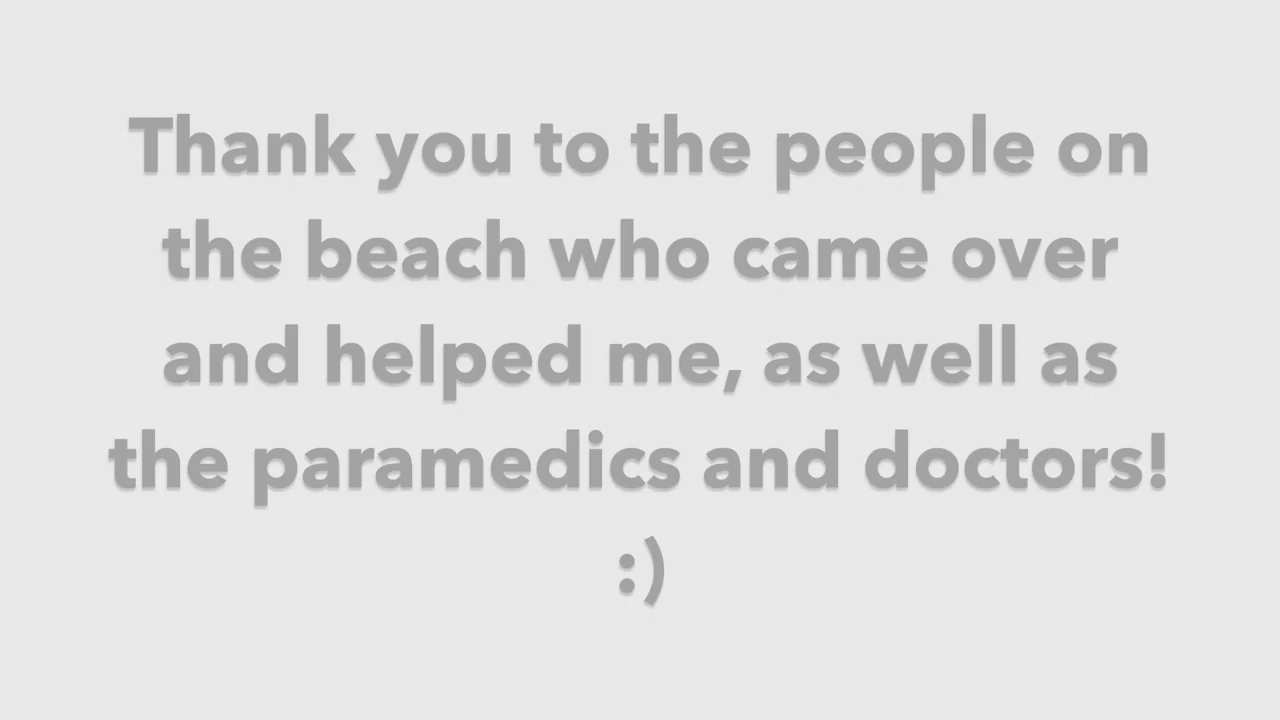 Thank you to the people on
the beach who came over
and helped me, as well as
the paramedics and doctors!
:)